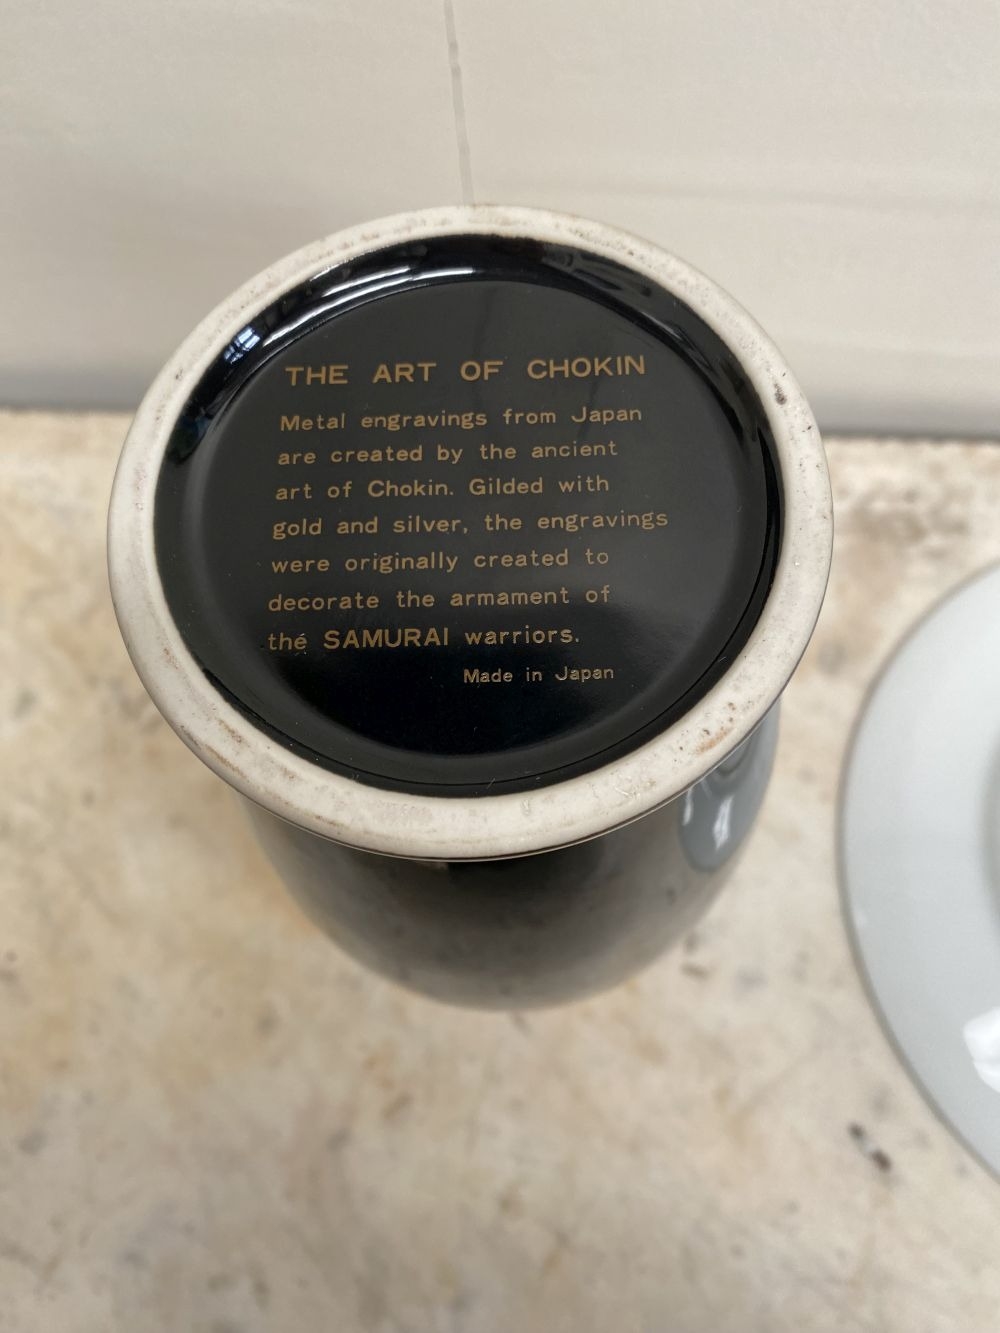 THE ART OF CHOKIN
Metal engravings from Japan
are created by the ancient
art of Chokin. Gilded with
gold and silver, the engravings
were originally created to
decorate the armament of
the SAMURAI warriors.
Made in Japan